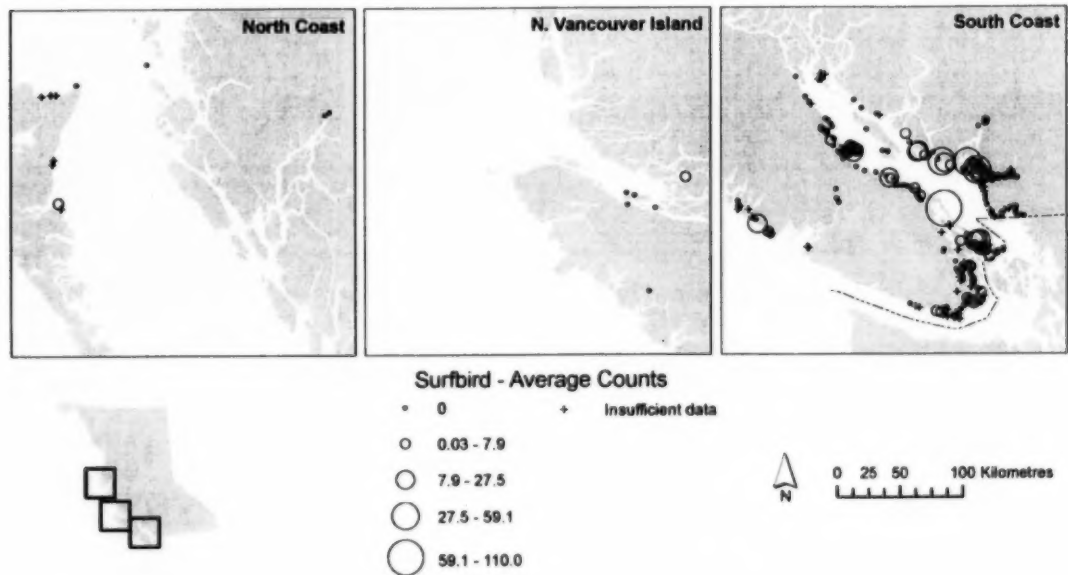 North Coast
N. Vancouver Island
South Coast
Surfbird - Average Counts
0
+ Insufficient data
0.03 - 7.9
7.9 - 27.5
27.5 - 59.1
59.1 - 110.0
N
0 25 50 100 Kilometres